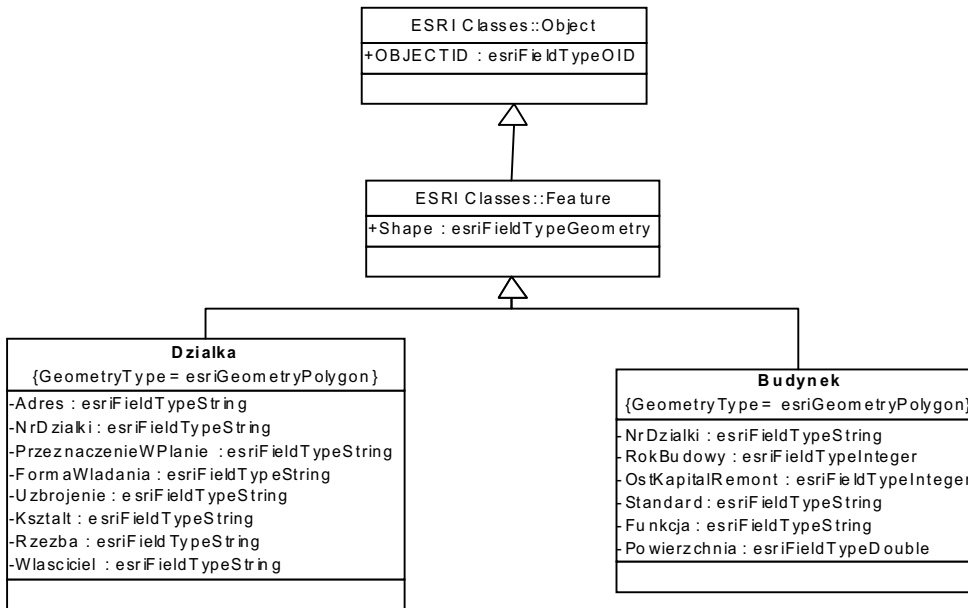 ESRI Classes::Object
+OBJECTID : esriFieldTypeOID
ESRI Classes::Feature
+Shape : esriFieldTypeGeometry
Dzialka
{GeometryType = esriGeometryPolygon}
-Adres : esriFieldTypeString
-NrDzialki : esriFieldTypeString
-PrzeznaczenieWPlanie : esriFieldTypeString
-FormaWladania : esriFieldTypeString
-Uzbrojenie : esriFieldTypeString
-Ksztalt : esriFieldTypeString
-Rzezba : esriFieldTypeString
-Wlasciciel : esriFieldTypeString
Budynek
{GeometryType = esriGeometryPolygon}
-NrDzialki : esriFieldTypeString
-RokBudowy : esriFieldTypeInteger
-OstKapitalRemont : esriFieldTypeInteger
-Standard : esriFieldTypeString
-Funkcja : esriFieldTypeString
-Powierzchnia : esriFieldTypeDouble